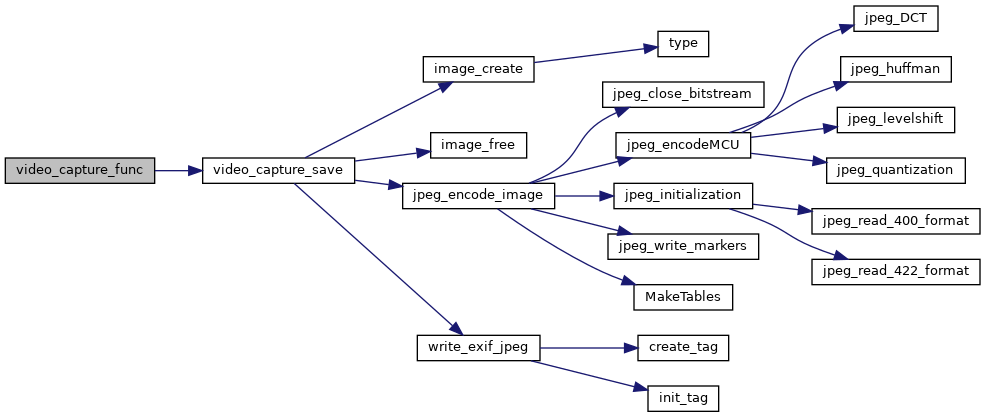 video_capture_func
video_capture_save
image_create
type
image_free
jpeg_encode_image
jpeg_close_bitstream
jpeg_encodeMCU
jpeg_DCT
jpeg_huffman
jpeg_levelshift
jpeg_quantization
jpeg_initialization
jpeg_read_400_format
jpeg_read_422_format
jpeg_write_markers
MakeTables
write_exif_jpeg
create_tag
init_tag